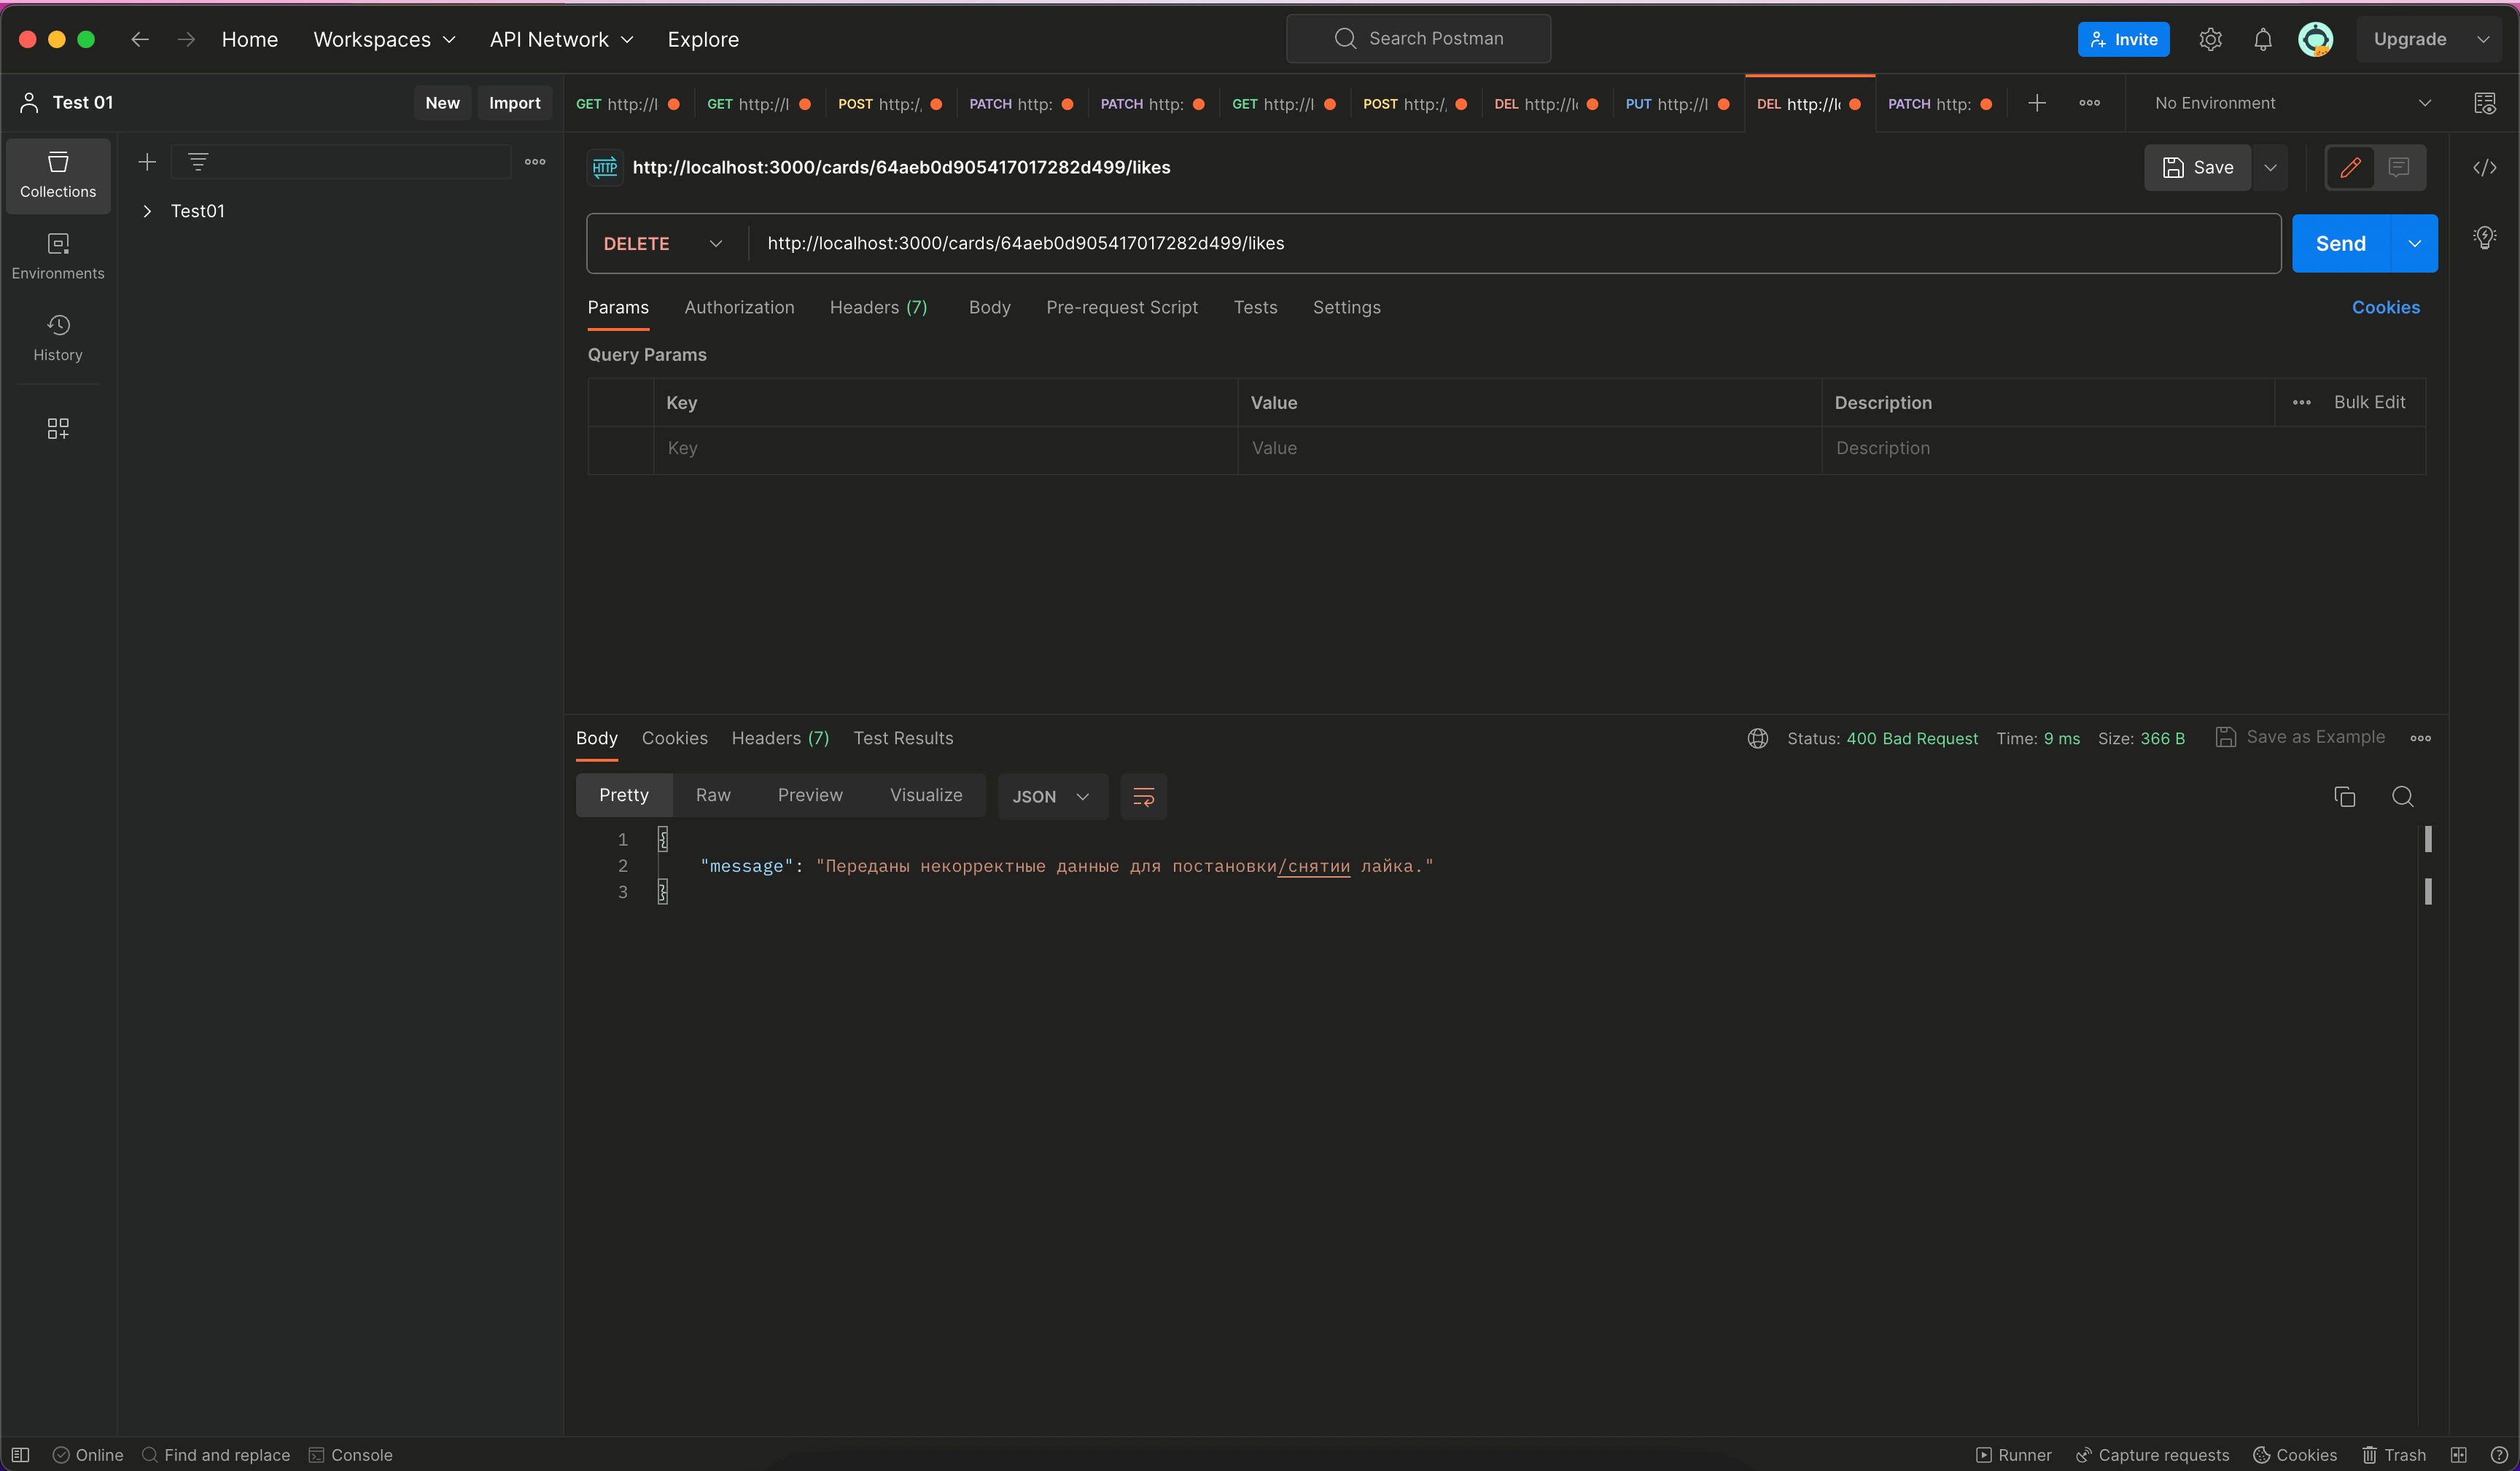 Home
Workspaces
API Network
Explore
Search Postman
Invite
Upgrade
Test 01
New
Import
GET http://l
GET http://l
POST http:/,
PATCH http:
PATCH http:
GET http://l
POST http:/,
DEL http://l
PUT http://l
DEL http://l
PATCH http:
No Environment
Collections
Environments
History
Test01
HTTP
http://localhost:3000/cards/64aeb0d905417017282d499/likes
Save
DELETE
http://localhost:3000/cards/64aeb0d905417017282d499/likes
Send
Params
Authorization
Headers (7)
Body
Pre-request Script
Tests
Settings
Cookies
Query Params
Key
Value
Description
Bulk Edit
Key
Value
Description
Body
Cookies
Headers (7)
Test Results
Status: 400 Bad Request
Time: 9 ms
Size: 366 B
Save as Example
Pretty
Raw
Preview
Visualize
JSON
1 {
2 "message": "Переданы некорректные данные для постановки/снятии лайка."
3 }
Online
Find and replace
Console
Runner
Capture requests
Cookies
Trash